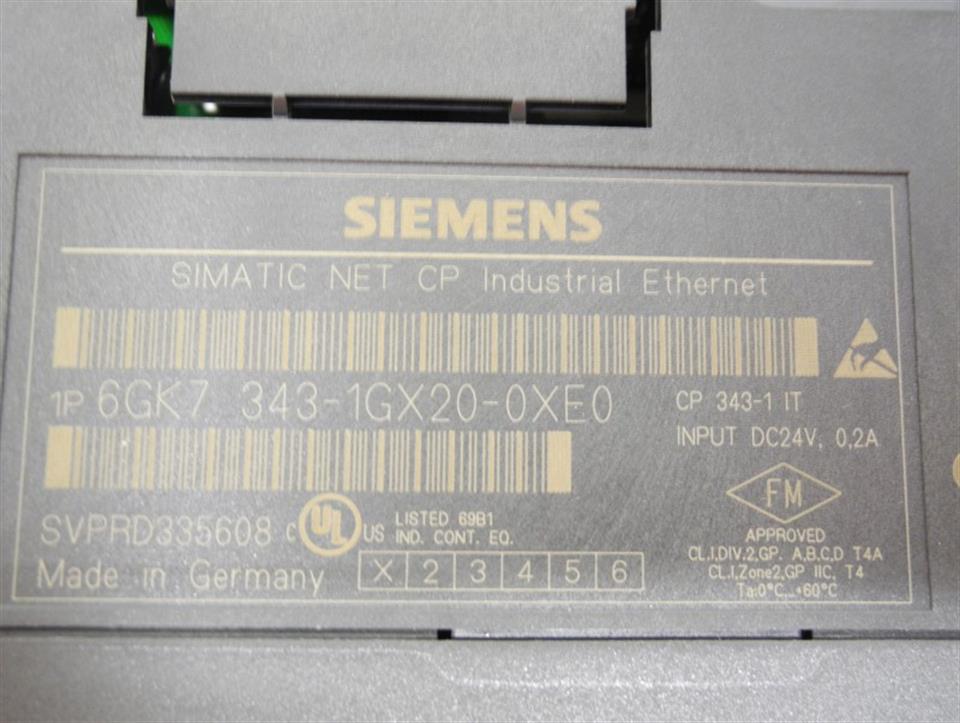 SIEMENS
SIMATIC NET CP Industrial Ethernet
1P 6GK7 343-1GX20-0XE0
CP 343-1 IT
INPUT DC24V, 0,2A
SVPRD335608
C UL US
LISTED 69B1
IND. CONT. EQ.
FM
APPROVED
CL.I,DIV.2,GP. A,B,C,D T4A
CL.I,Zone2,GP IIC, T4
Ta:0°C...+60°C
Made in Germany
X 2 3 4 5 6